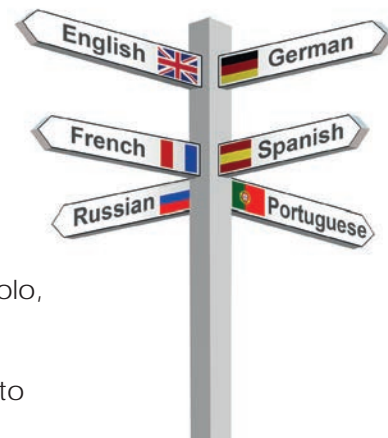 English
German
French
Spanish
Russian
Portuguese
olo,
to